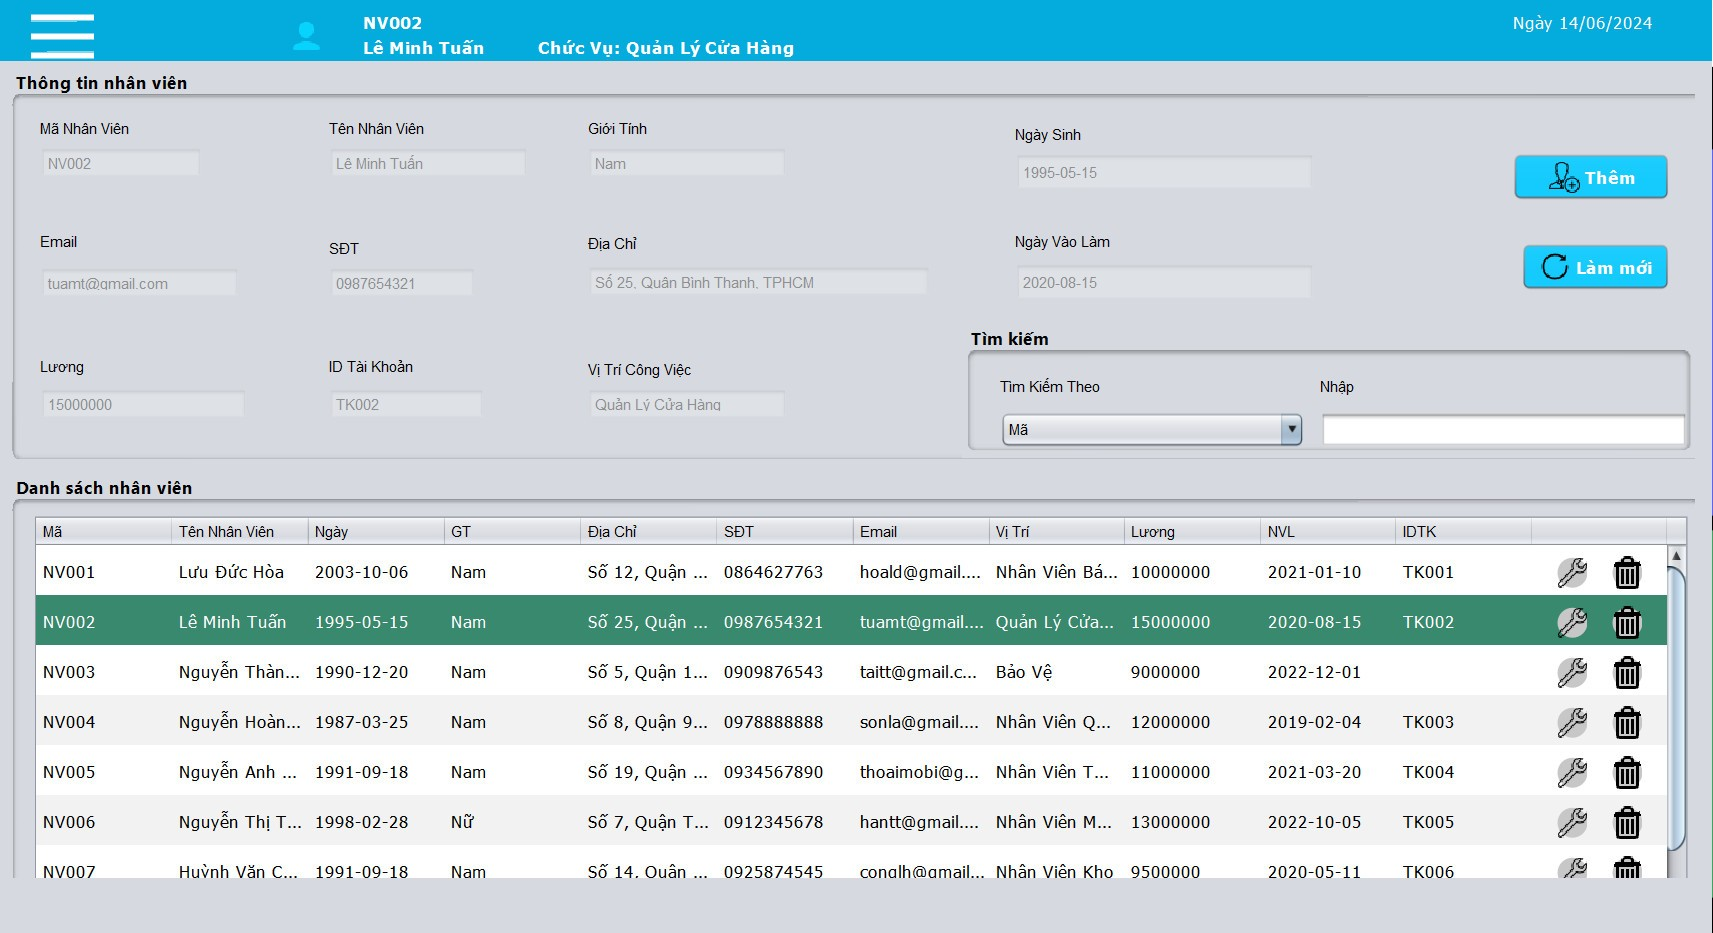 NV002
Lê Minh Tuấn Chức Vụ: Quản Lý Cửa Hàng
Ngày 14/06/2024
Thông tin nhân viên
Mã Nhân Viên Tên Nhân Viên Giới Tính Ngày Sinh
NV002 Lê Minh Tuấn Nam 1995-05-15
Thêm
Email SĐT Địa Chỉ Ngày Vào Làm
tuamt@gmail.com 0987654321 Số 25, Quân Bình Thanh, TPHCM 2020-08-15
Làm mới
Tìm kiếm
Lương ID Tài Khoản Vị Trí Công Việc
15000000 TK002 Quản Lý Cửa Hàng
Tìm Kiếm Theo Nhập
Mã
Danh sách nhân viên
Mã Tên Nhân Viên Ngày GT Địa Chỉ SĐT Email Vị Trí Lương NVL IDTK
NV001 Lưu Đức Hòa 2003-10-06 Nam Số 12, Quận ... 0864627763 hoald@gmail.... Nhân Viên Bá... 10000000 2021-01-10 TK001
NV002 Lê Minh Tuấn 1995-05-15 Nam Số 25, Quận ... 0987654321 tuamt@gmail.... Quản Lý Cửa... 15000000 2020-08-15 TK002
NV003 Nguyễn Thàn... 1990-12-20 Nam Số 5, Quận 1... 0909876543 taitt@gmail.c... Bảo Vệ 9000000 2022-12-01
NV004 Nguyễn Hoàn... 1987-03-25 Nam Số 8, Quận 9... 0978888888 sonla@gmail.... Nhân Viên Q... 12000000 2019-02-04 TK003
NV005 Nguyễn Anh ... 1991-09-18 Nam Số 19, Quận ... 0934567890 thoaimobi@g... Nhân Viên T... 11000000 2021-03-20 TK004
NV006 Nguyễn Thị T... 1998-02-28 Nữ Số 7, Quận T... 0912345678 hantt@gmail.... Nhân Viên M... 13000000 2022-10-05 TK005
NV007 Huỳnh Văn C... 1991-09-18 Nam Số 14, Quận ... 0925874545 conglh@gmail... Nhân Viên Kho 9500000 2020-05-11 TK006